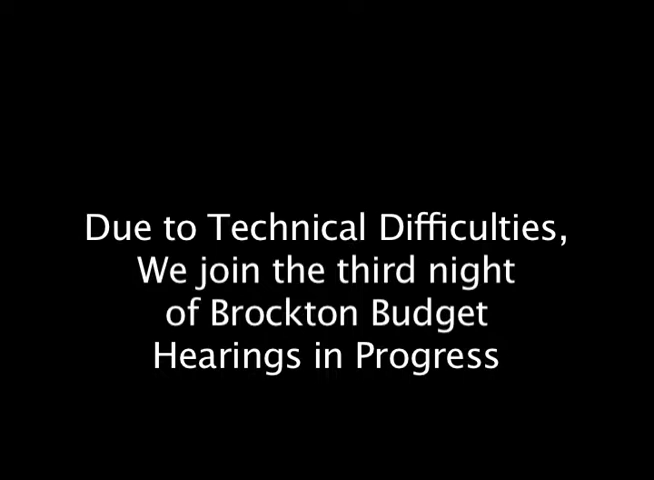 Due to Technical Difficulties,
We join the third night
of Brockton Budget
Hearings in Progress